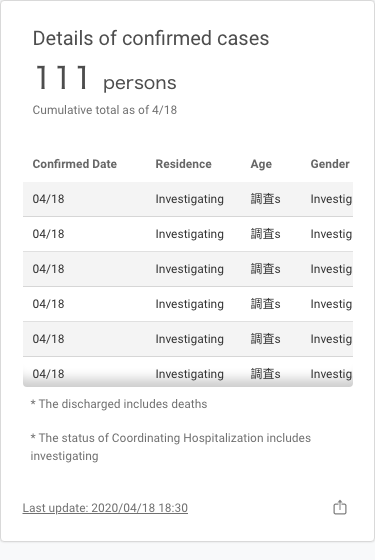 Details of confirmed cases
111 persons
Cumulative total as of 4/18
Confirmed Date Residence Age Gender
04/18 Investigating 調査s Investig
04/18 Investigating 調査s Investig
04/18 Investigating 調査s Investig
04/18 Investigating 調査s Investig
04/18 Investigating 調査s Investig
04/18 Investigating 調査s Investig
* The discharged includes deaths
* The status of Coordinating Hospitalization includes
investigating
Last update: 2020/04/18 18:30